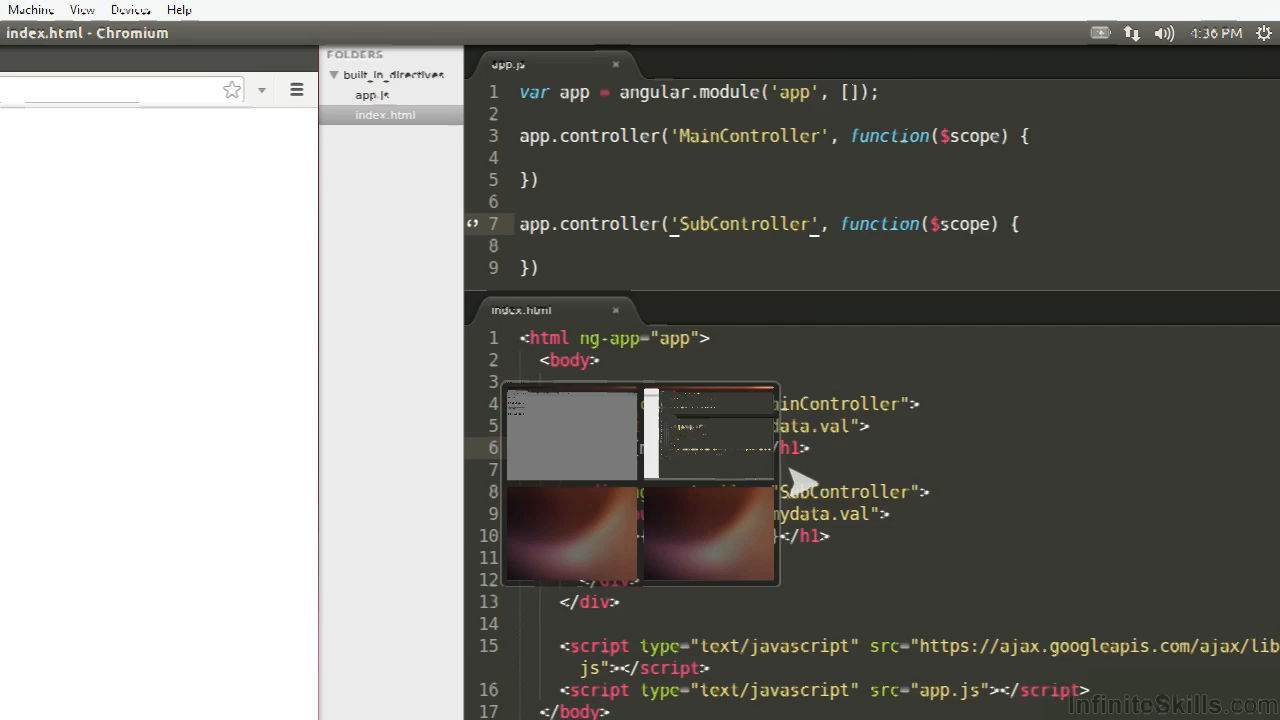 Machine View Devices Help
index.html - Chromium
4:36 PM
FOLDERS
built_in_directives
app.js
index.html
app.js
1 var app = angular.module('app', []);
2
3 app.controller('MainController', function($scope) {
4
5 })
6
7 app.controller('SubController', function($scope) {
8
9 })
index.html
1 <html ng-app="app">
2 <body>
3
4 ainController">
5 data.val">
6 /h1>
7
8 "SubController">
9 mydata.val">
10 }</h1>
11
12 </div>
13 </div>
14
15 <script type="text/javascript" src="https://ajax.googleapis.com/ajax/lib
js"></script>
16 <script type="text/javascript" src="app.js"></script>
17 </body>
InfiniteSkills.com